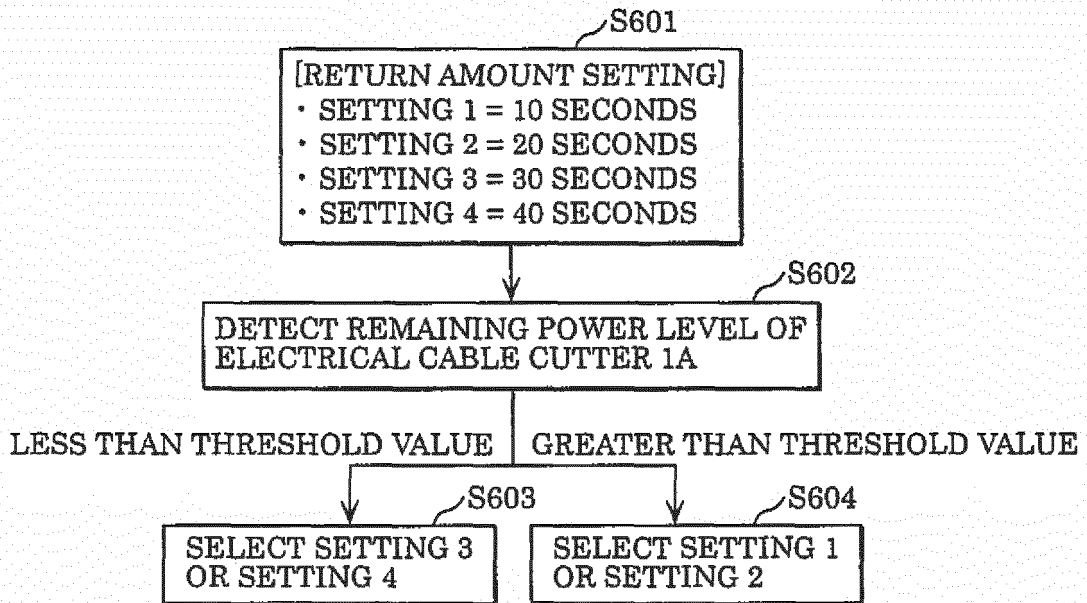 S601
[RETURN AMOUNT SETTING]
· SETTING 1 = 10 SECONDS
· SETTING 2 = 20 SECONDS
· SETTING 3 = 30 SECONDS
· SETTING 4 = 40 SECONDS
S602
DETECT REMAINING POWER LEVEL OF
ELECTRICAL CABLE CUTTER 1A
LESS THAN THRESHOLD VALUE
GREATER THAN THRESHOLD VALUE
S603
SELECT SETTING 3
OR SETTING 4
S604
SELECT SETTING 1
OR SETTING 2